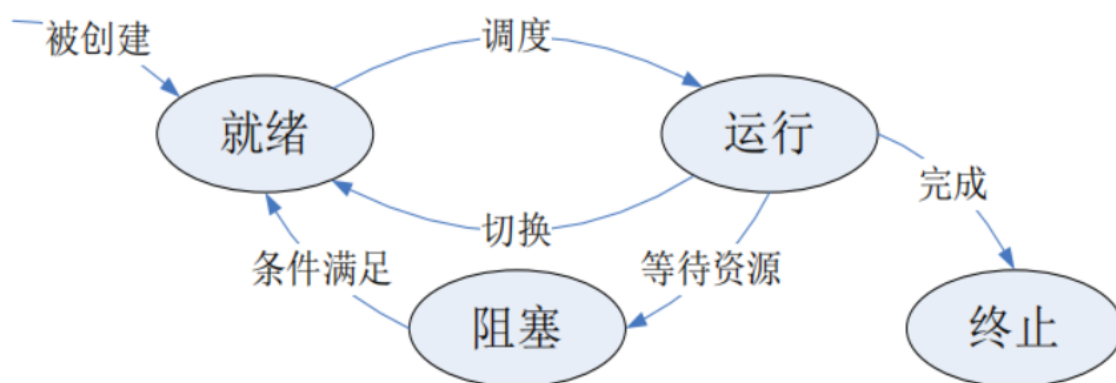 被创建
调度
就绪
运行
完成
切换
条件满足
等待资源
阻塞
终止